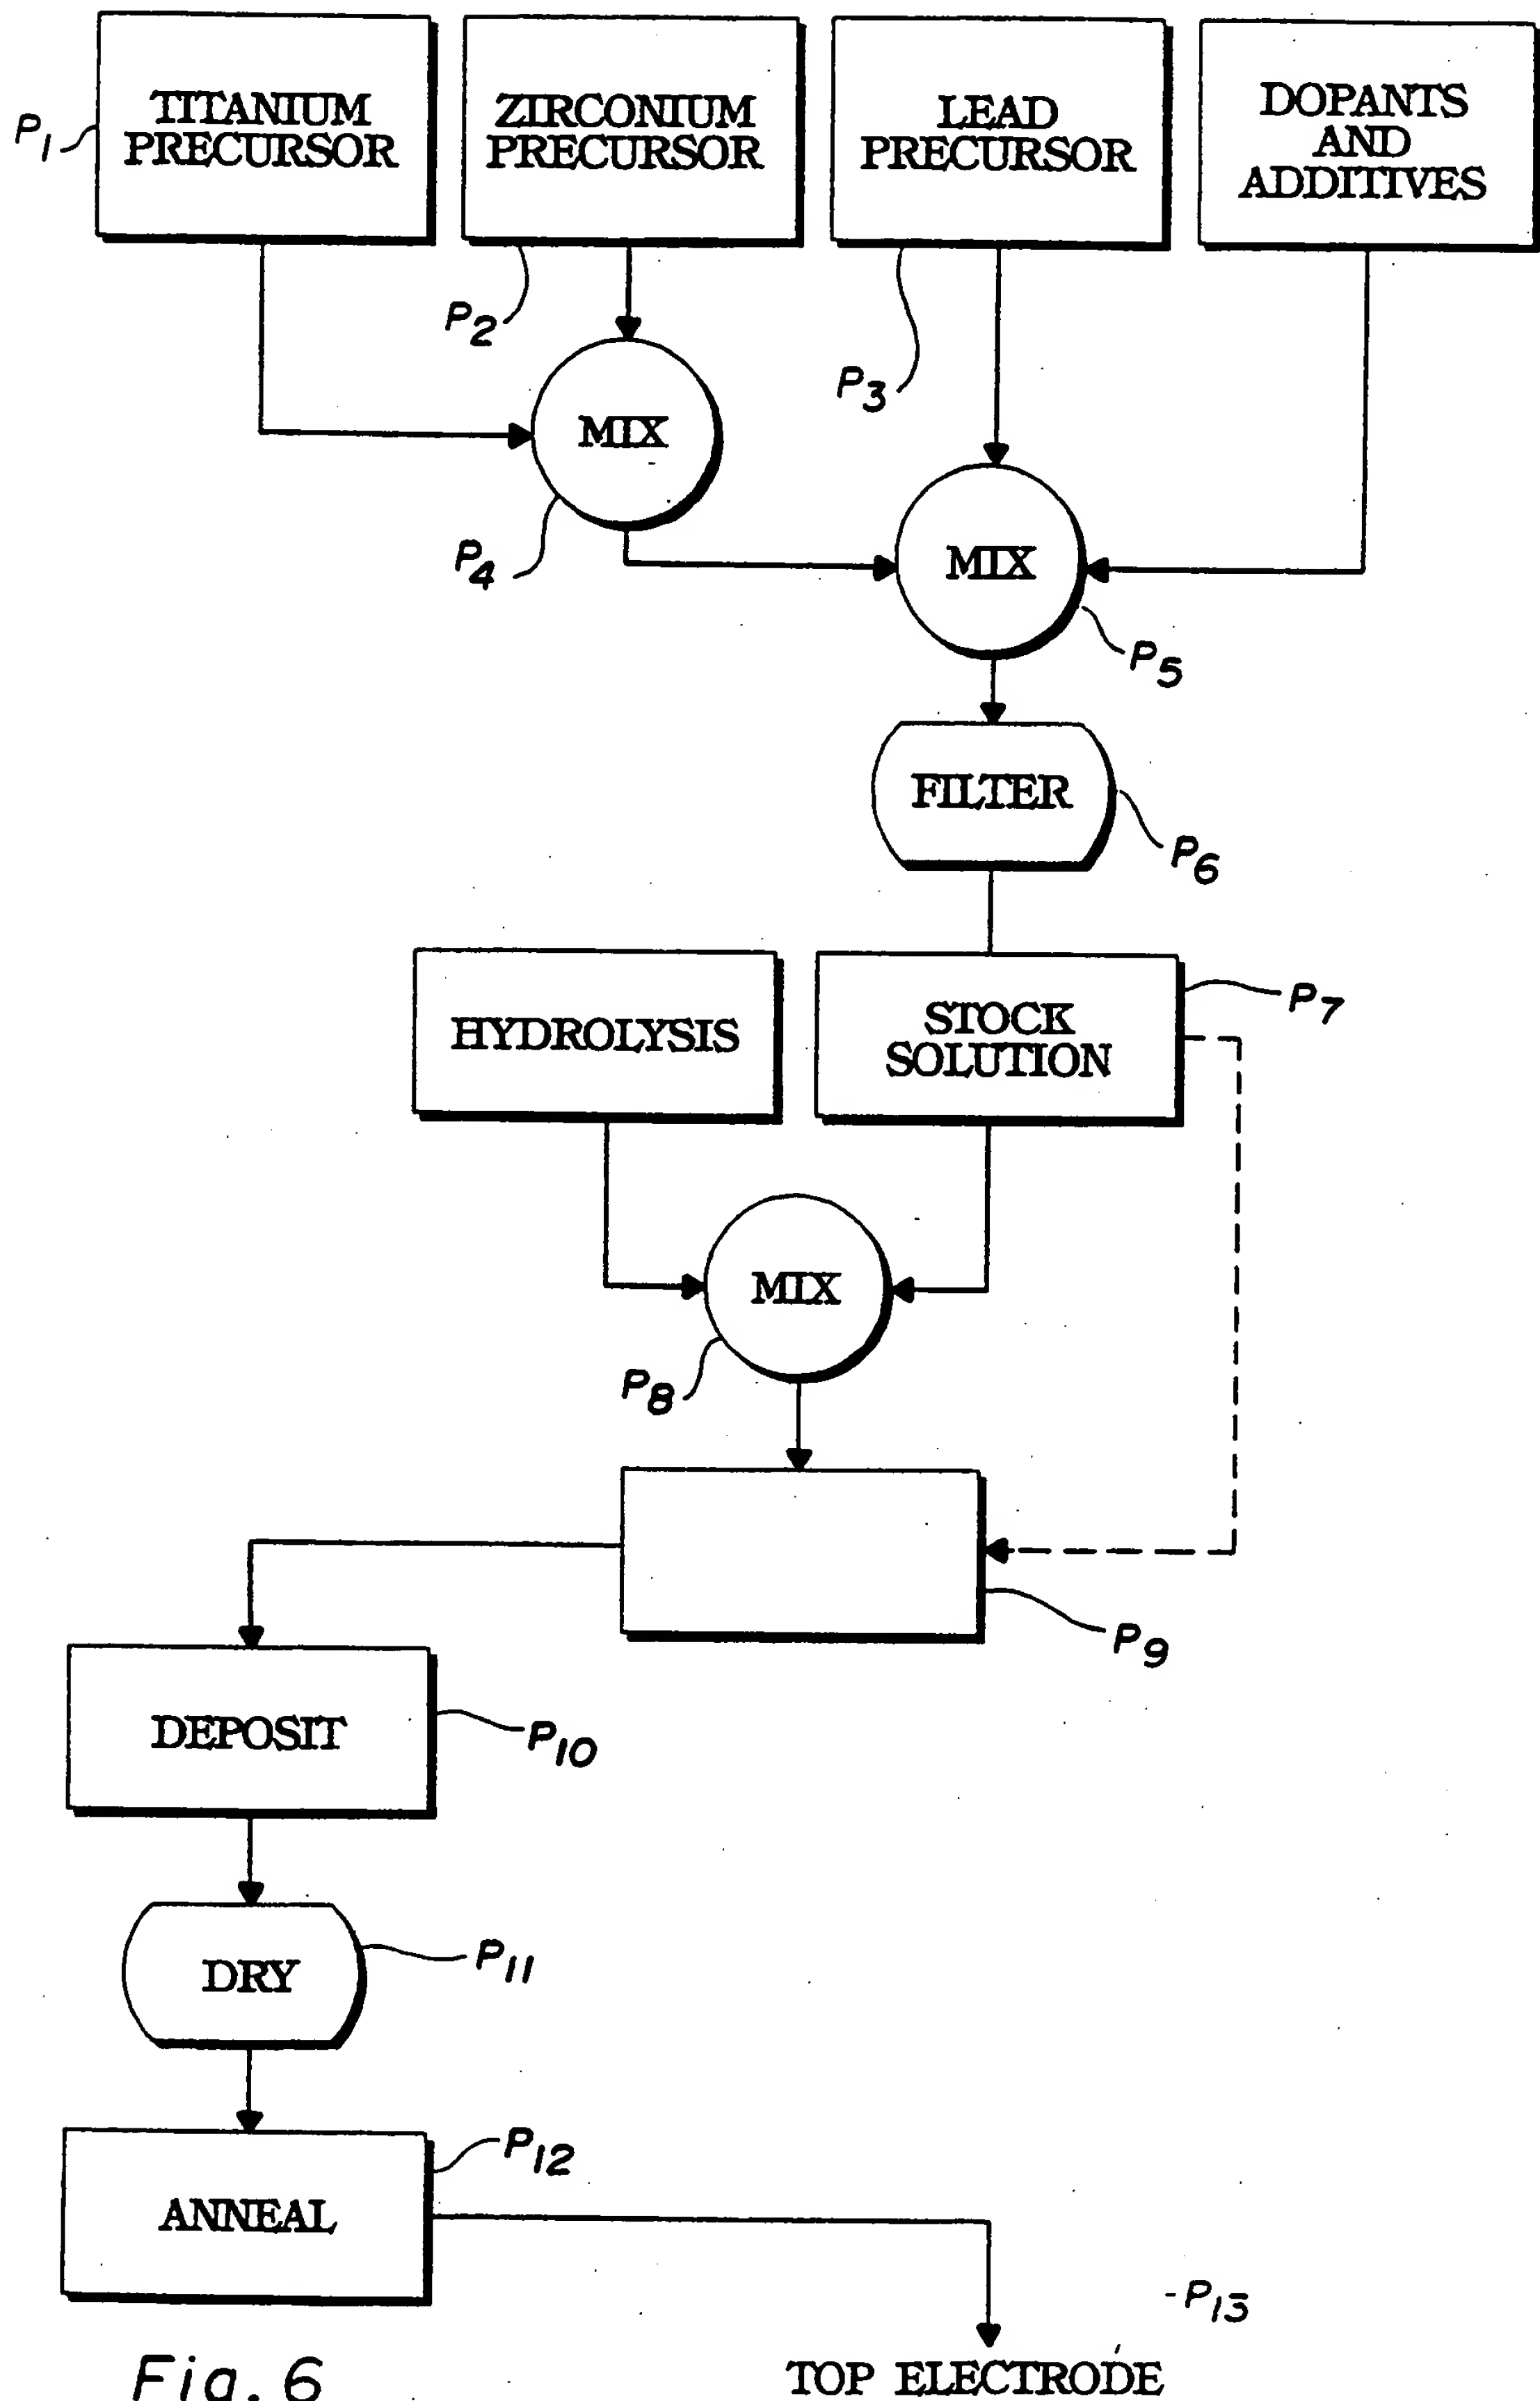 TITANIUM
PRECURSOR
ZIRCONIUM
PRECURSOR
LEAD
PRECURSOR
DOPANTS
AND
ADDITIVES
P1
P2
P3
MIX
P4
MIX
P5
FILTER
P6
HYDROLYSIS
STOCK
SOLUTION
P7
MIX
P8
P9
DEPOSIT
P10
DRY
P11
ANNEAL
P12
P13
TOP ELECTRODE
Fig. 6